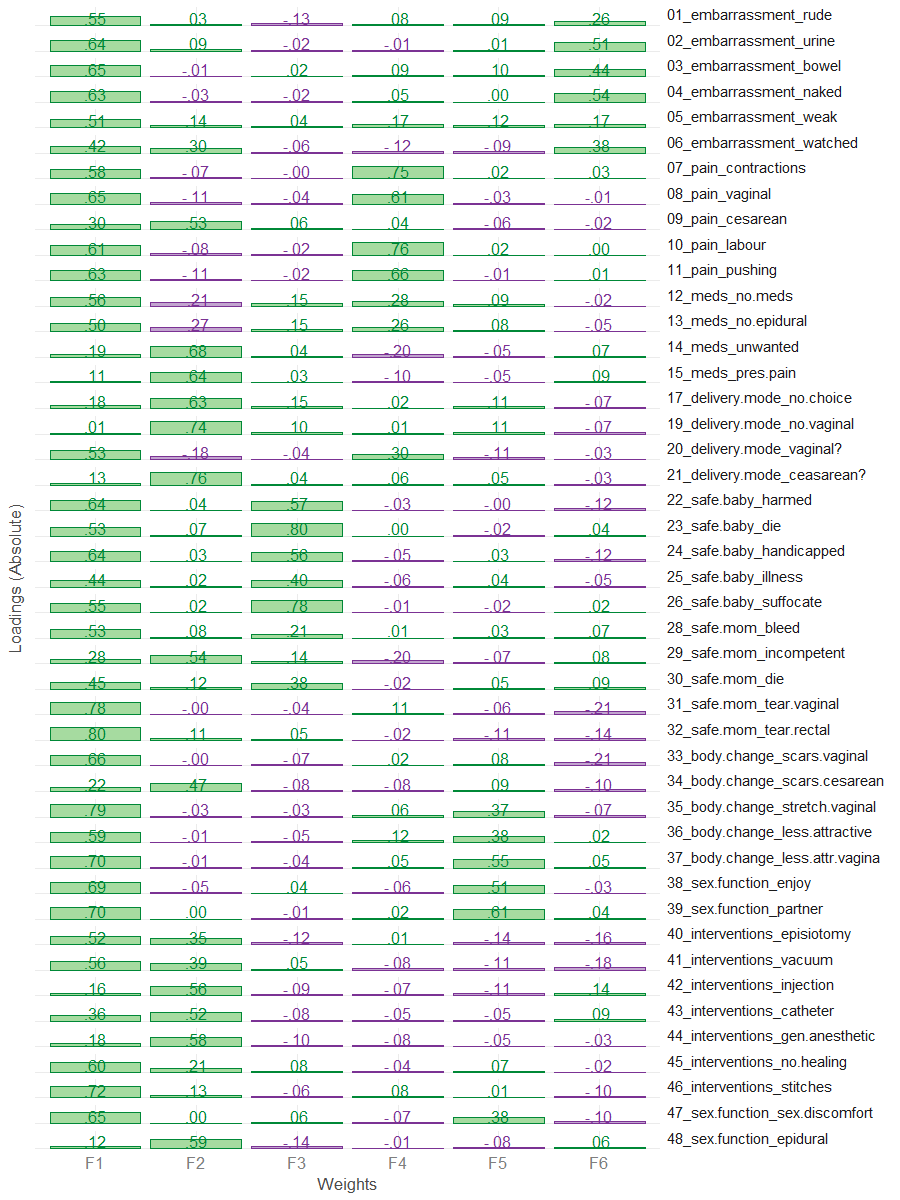 .55 .03 -.13 .08 .09 .26 01_embarrassment_rude
.64 .09 -.02 -.01 .01 .51 02_embarrassment_urine
.65 -.01 .02 .09 .10 .44 03_embarrassment_bowel
.63 -.03 -.02 .05 .00 .54 04_embarrassment_naked
.51 .14 .04 .17 .12 .17 05_embarrassment_weak
.42 .30 -.06 -.12 -.09 .38 06_embarrassment_watched
.58 -.07 -.00 .75 .02 .03 07_pain_contractions
.65 -.11 -.04 .61 -.03 -.01 08_pain_vaginal
.30 .53 .06 .04 -.06 -.02 09_pain_cesarean
.61 -.08 -.02 .76 .02 .00 10_pain_labour
.63 -.11 -.02 .66 -.01 .01 11_pain_pushing
.56 -.21 .15 .28 .09 -.02 12_meds_no.meds
.50 -.27 .15 .26 .08 -.05 13_meds_no.epidural
.19 .68 .04 -.20 -.05 .07 14_meds_unwanted
.11 .64 .03 -.10 -.05 .09 15_meds_pres.pain
.18 .63 .15 .02 .11 -.07 17_delivery.mode_no.choice
.01 .74 .10 .01 .11 -.07 19_delivery.mode_no.vaginal
.53 -.18 -.04 .30 -.11 -.03 20_delivery.mode_vaginal?
.13 .76 .04 .06 .05 -.03 21_delivery.mode_ceasarean?
.64 .04 .57 -.03 -.00 -.12 22_safe.baby_harmed
.53 .07 .80 .00 -.02 .04 23_safe.baby_die
.64 .03 .56 -.05 .03 -.12 24_safe.baby_handicapped
.44 .02 .40 -.06 .04 -.05 25_safe.baby_illness
.55 .02 .78 -.01 -.02 .02 26_safe.baby_suffocate
.53 .08 .21 .01 .03 .07 28_safe.mom_bleed
.28 .54 .14 -.20 -.07 .08 29_safe.mom_incompetent
.45 .12 .38 -.02 .05 .09 30_safe.mom_die
.78 -.00 -.04 .11 -.06 -.21 31_safe.mom_tear.vaginal
.80 .11 .05 -.02 -.11 -.14 32_safe.mom_tear.rectal
.66 -.00 -.07 .02 .08 -.21 33_body.change_scars.vaginal
.22 .47 -.08 -.08 .09 -.10 34_body.change_scars.cesarean
.79 -.03 -.03 .06 .37 -.07 35_body.change_stretch.vaginal
.59 -.01 -.05 .12 .38 .02 36_body.change_less.attractive
.70 -.01 -.04 .05 .55 .05 37_body.change_less.attr.vagina
.69 -.05 .04 -.06 .51 -.03 38_sex.function_enjoy
.70 .00 -.01 .02 .61 .04 39_sex.function_partner
.52 .35 -.12 .01 -.14 -.16 40_interventions_episiotomy
.56 .39 .05 -.08 -.11 -.18 41_interventions_vacuum
.16 .56 -.09 -.07 -.11 .14 42_interventions_injection
.36 .52 -.08 -.05 -.05 .09 43_interventions_catheter
.18 .58 -.10 -.08 -.05 -.03 44_interventions_gen.anesthetic
.60 .21 .08 -.04 .07 -.02 45_interventions_no.healing
.72 .13 -.06 .08 .01 -.10 46_interventions_stitches
.65 .00 .06 -.07 .38 -.10 47_sex.function_sex.discomfort
.12 .59 -.14 -.01 -.08 .06 48_sex.function_epidural
F1 F2 F3 F4 F5 F6
Weights
Loadings (Absolute)